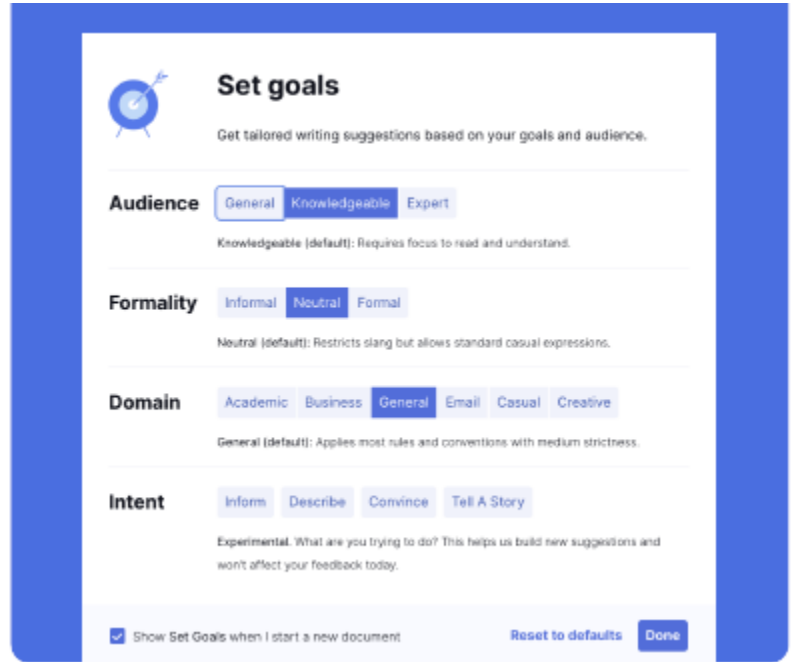 Set goals
Get tailored writing suggestions based on your goals and audience.
Audience General Knowledgeable Expert
Knowledgeable (default): Requires focus to read and understand.
Formality Informal Neutral Formal
Neutral (default): Restricts slang but allows standard casual expressions.
Domain Academic Business General Email Casual Creative
General (default): Applies most rules and conventions with medium strictness.
Intent Inform Describe Convince Tell A Story
Experimental. What are you trying to do? This helps us build new suggestions and
won't affect your feedback today.
Show Set Goals when I start a new document Reset to defaults Done